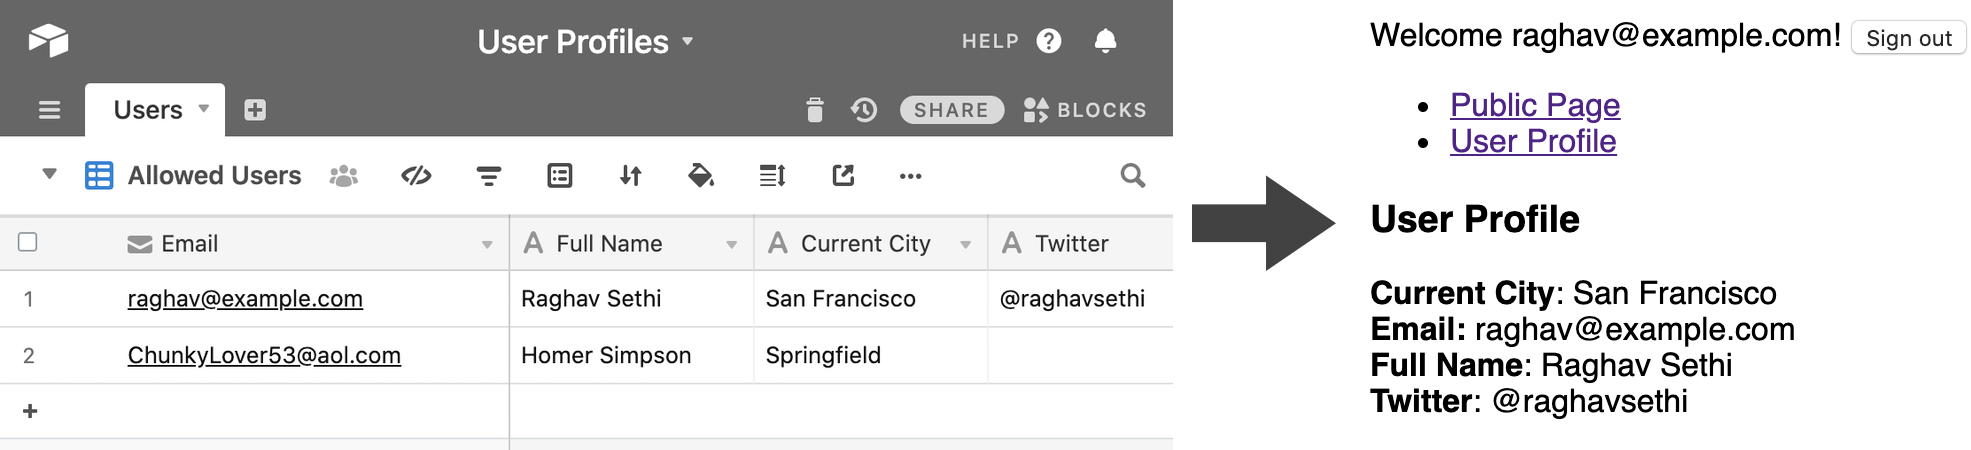 User Profiles
HELP ?
Users
SHARE
BLOCKS
Allowed Users
Email
A Full Name
A Current City
A Twitter
1 raghav@example.com Raghav Sethi San Francisco @raghavsethi
2 ChunkyLover53@aol.com Homer Simpson Springfield
+
Welcome raghav@example.com! Sign out
• Public Page
• User Profile
User Profile
Current City: San Francisco
Email: raghav@example.com
Full Name: Raghav Sethi
Twitter: @raghavsethi